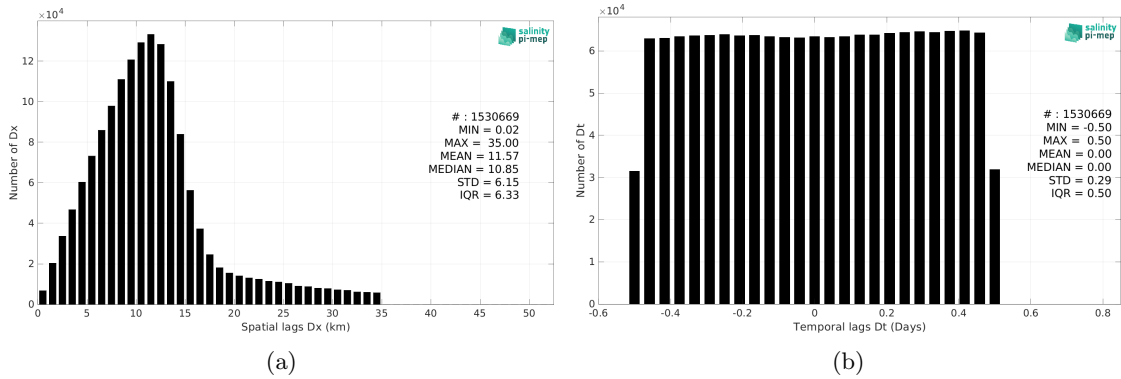 ×10⁴
12
10
8
6
4
2
0
Number of Dx
0 5 10 15 20 25 30 35 40 45 50
Spatial lags Dx (km)
salinity
pi-mep
# : 1530669
MIN = 0.02
MAX = 35.00
MEAN = 11.57
MEDIAN = 10.85
STD = 6.15
IQR = 6.33
(a)
×10⁴
6
5
4
3
2
1
0
Number of Dt
-0.6 -0.4 -0.2 0 0.2 0.4 0.6 0.8
Temporal lags Dt (Days)
salinity
pi-mep
# : 1530669
MIN = -0.50
MAX = 0.50
MEAN = 0.00
MEDIAN = 0.00
STD = 0.29
IQR = 0.50
(b)